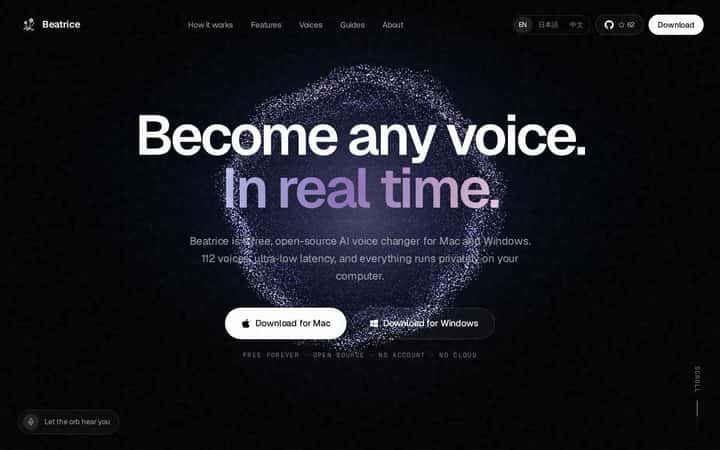 Beatrice
How it works
Features
Voices
Guides
About
EN
日本語
中文
62
Download
Become any voice.
In real time.
Beatrice is a free, open-source AI voice changer for Mac and Windows.
112 voices, ultra-low latency, and everything runs privately on your
computer.
Download for Mac
Download for Windows
FREE FOREVER · OPEN SOURCE · NO ACCOUNT · NO CLOUD
SCROLL
Let the orb hear you